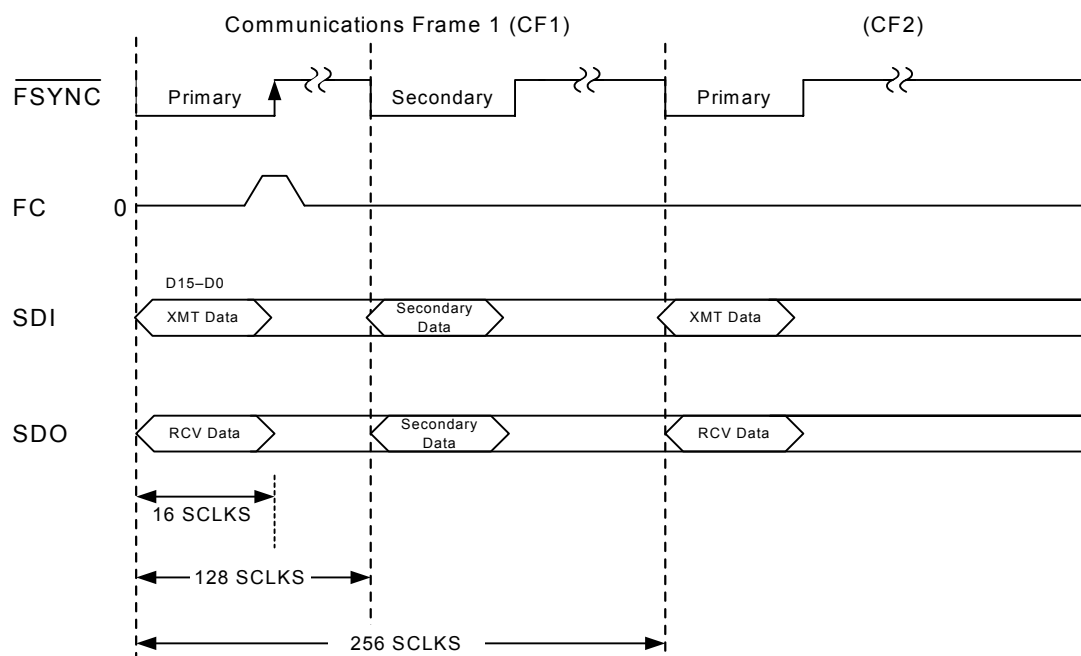 Communications Frame 1 (CF1)
(CF2)
FSYNC
Primary
Secondary
Primary
FC
0
D15–D0
SDI
XMT Data
Secondary
Data
XMT Data
SDO
RCV Data
Secondary
Data
RCV Data
16 SCLKS
128 SCLKS
256 SCLKS